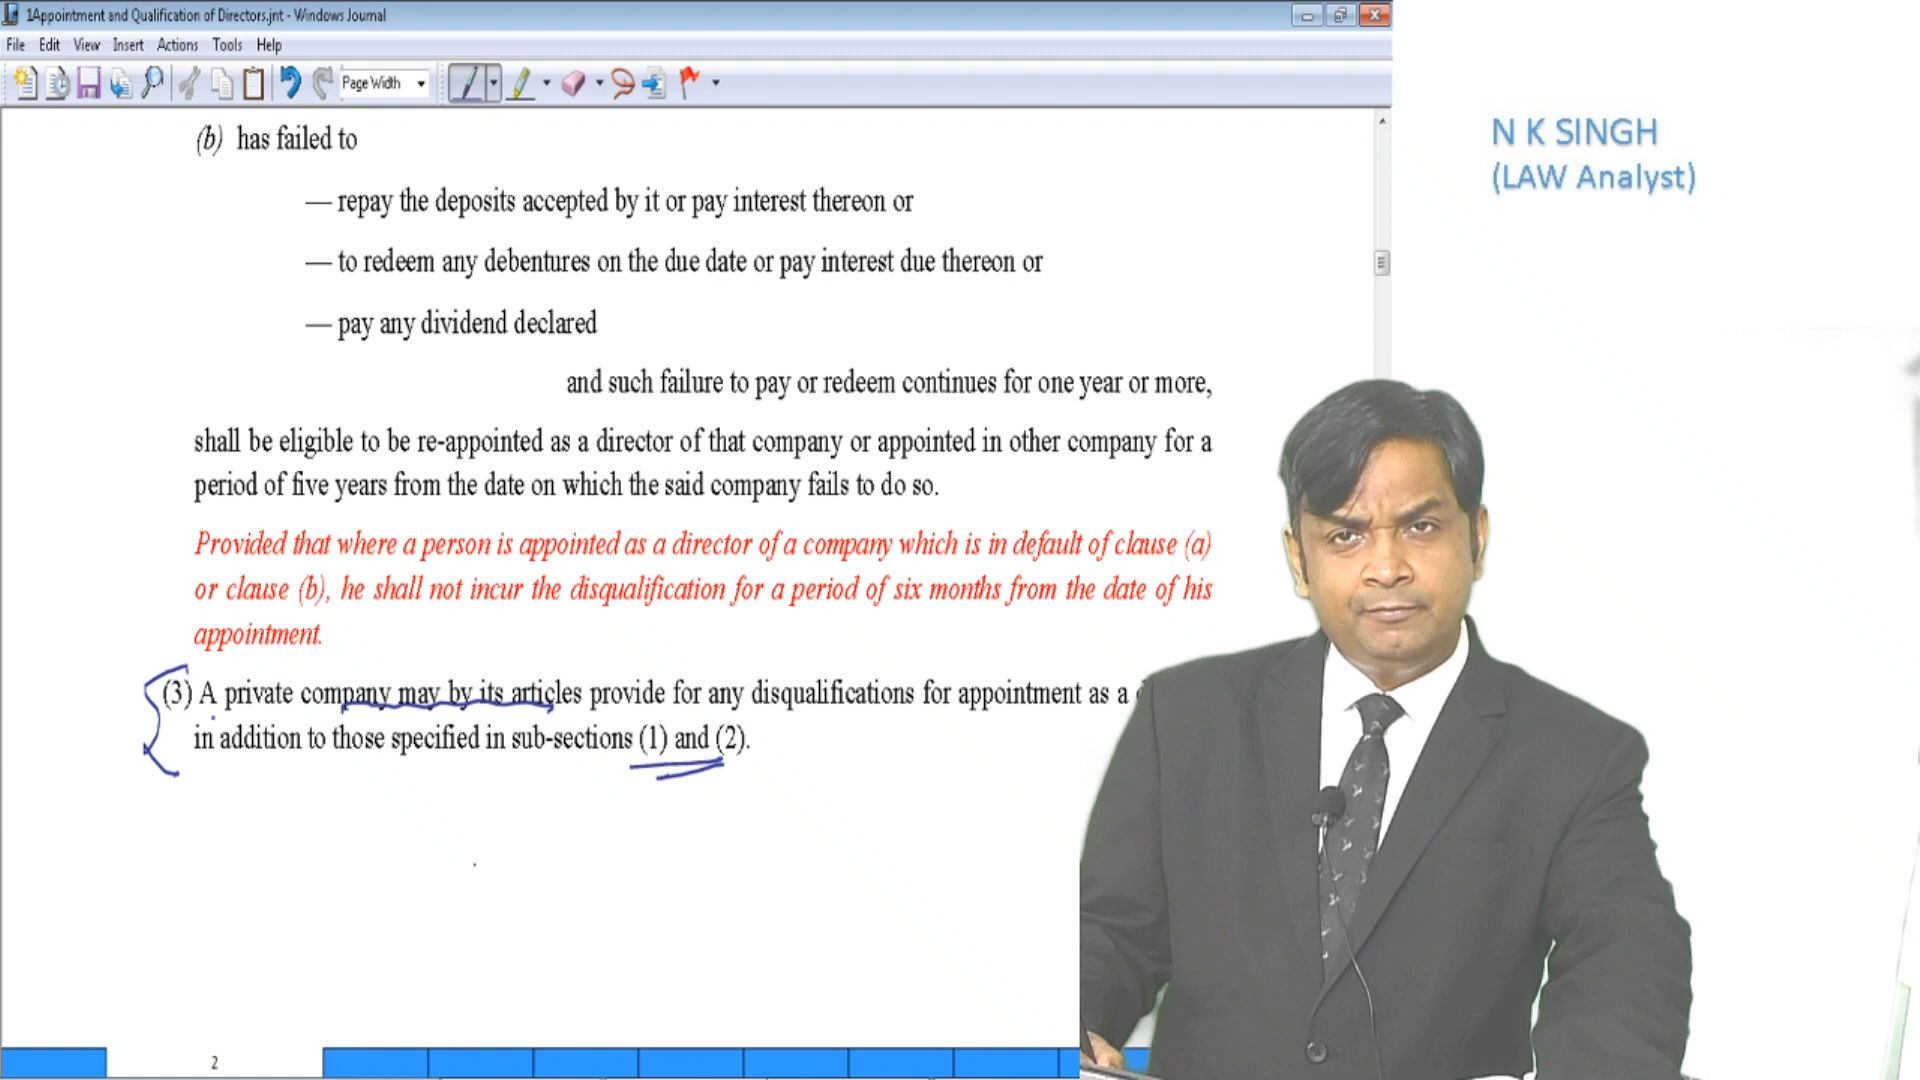 1Appointment and Qualification of Directors.jnt - Windows Journal
File Edit View Insert Actions Tools Help
Page Width
N K SINGH
(LAW Analyst)
(b) has failed to
— repay the deposits accepted by it or pay interest thereon or
— to redeem any debentures on the due date or pay interest due thereon or
— pay any dividend declared
and such failure to pay or redeem continues for one year or more,
shall be eligible to be re-appointed as a director of that company or appointed in other company for a
period of five years from the date on which the said company fails to do so.
Provided that where a person is appointed as a director of a company which is in default of clause (a)
or clause (b), he shall not incur the disqualification for a period of six months from the date of his
appointment.
(3) A private company may by its articles provide for any disqualifications for appointment as a
in addition to those specified in sub-sections (1) and (2).
2